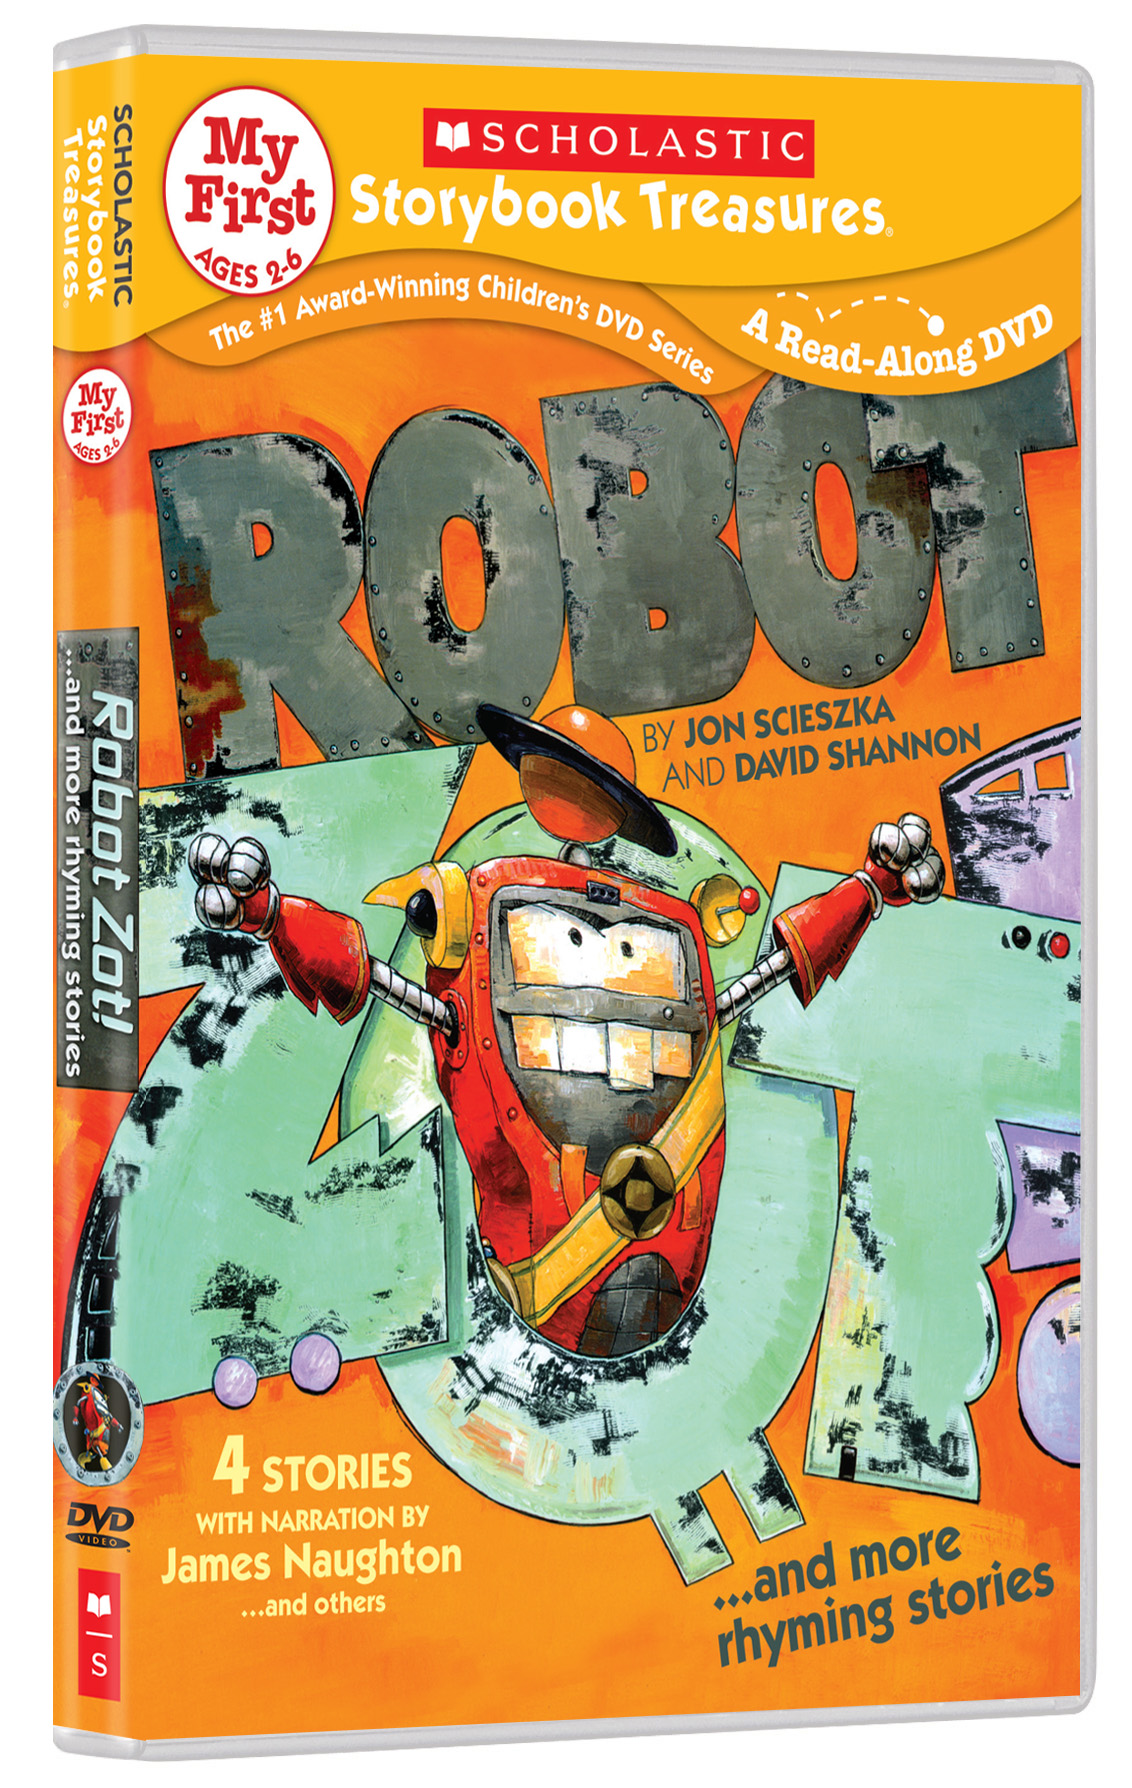 SCHOLASTIC
Storybook
Treasures®
My
First
AGES 2-6
Robot Zot!
...and more rhyming stories
DVD
VIDEO
S
My
First
AGES 2-6
SCHOLASTIC
Storybook Treasures®
The #1 Award-Winning Children's DVD Series
A Read-Along DVD
ROBOT
BY JON SCIESZKA
AND DAVID SHANNON
ZOT!
4 STORIES
WITH NARRATION BY
James Naughton
...and others
...and more
rhyming stories